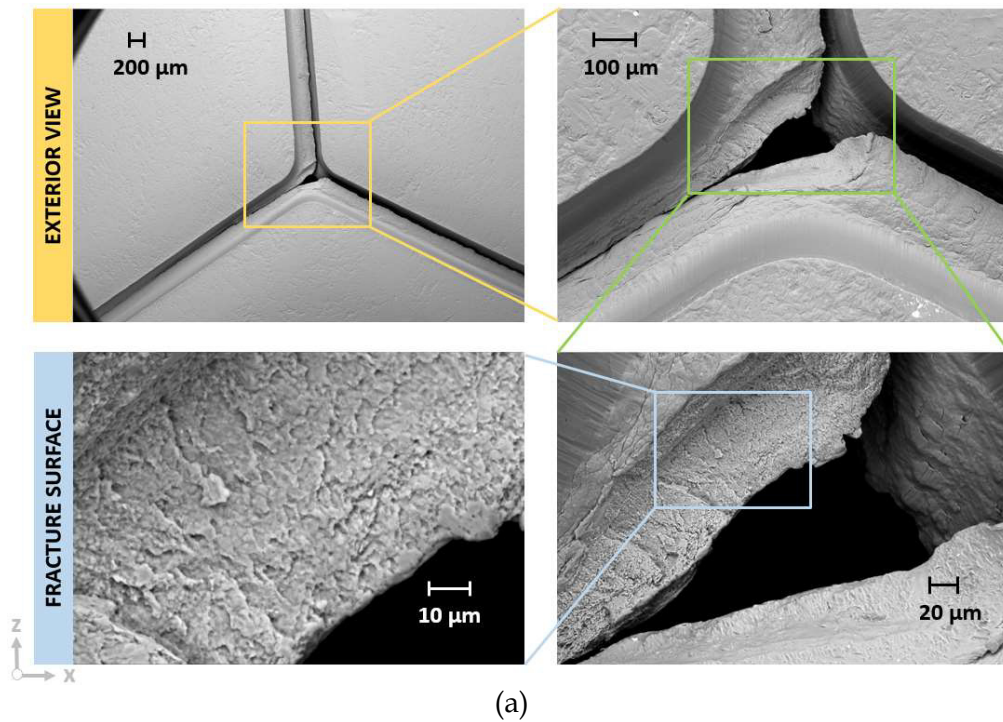 EXTERIOR VIEW
200 µm
100 µm
FRACTURE SURFACE
10 µm
20 µm
Z
X
(a)